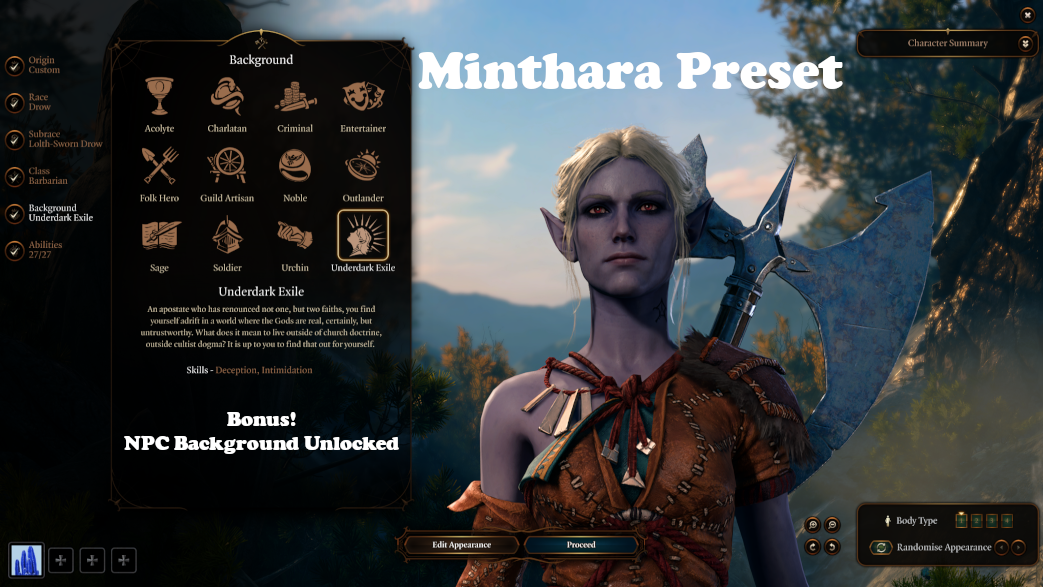 Minthara Preset
Character Summary
Origin
Custom
Race
Drow
Subrace
Lolth-Sworn Drow
Class
Barbarian
Background
Underdark Exile
Abilities
27/27
Background
Acolyte
Charlatan
Criminal
Entertainer
Folk Hero
Guild Artisan
Noble
Outlander
Sage
Soldier
Urchin
Underdark Exile
Underdark Exile
An apostate who has renounced not one, but two faiths, you find
yourself adrift in a world where the Gods are real, certainly, but
untrustworthy. What does it mean to live outside of church doctrine,
outside cultist dogma? It is up to you to find that out for yourself.
Skills - Deception, Intimidation
Bonus!
NPC Background Unlocked
Edit Appearance
Proceed
Body Type
Randomise Appearance